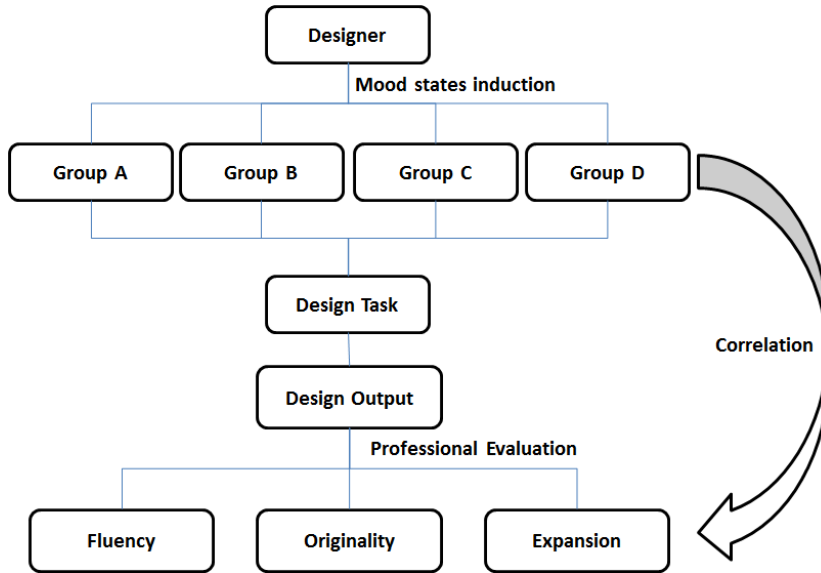 Designer
Mood states induction
Group A
Group B
Group C
Group D
Design Task
Correlation
Design Output
Professional Evaluation
Fluency
Originality
Expansion